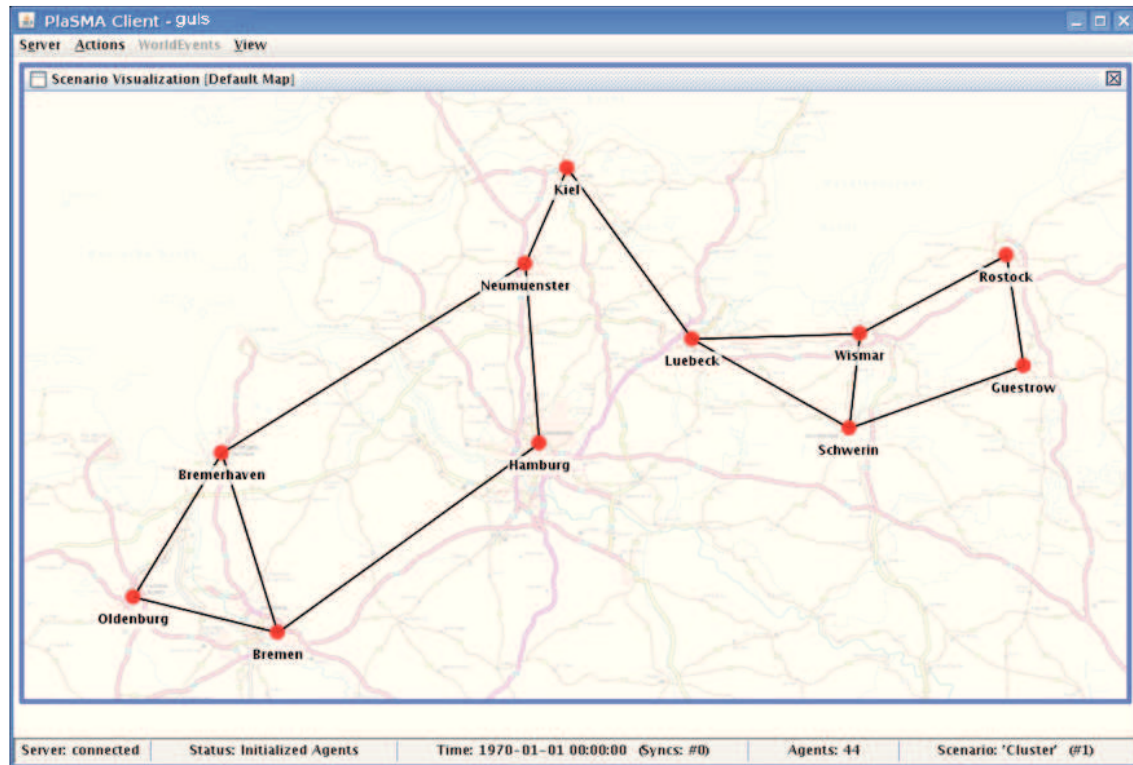 PlaSMA Client - guis
Server Actions WorldEvents View
Scenario Visualization [Default Map]
Kiel
Neumuenster
Rostock
Luebeck
Wismar
Guestrow
Schwerin
Hamburg
Bremerhaven
Oldenburg
Bremen
Server: connected Status: Initialized Agents Time: 1970-01-01 00:00:00 (Syncs: #0) Agents: 44 Scenario: 'Cluster' (#1)